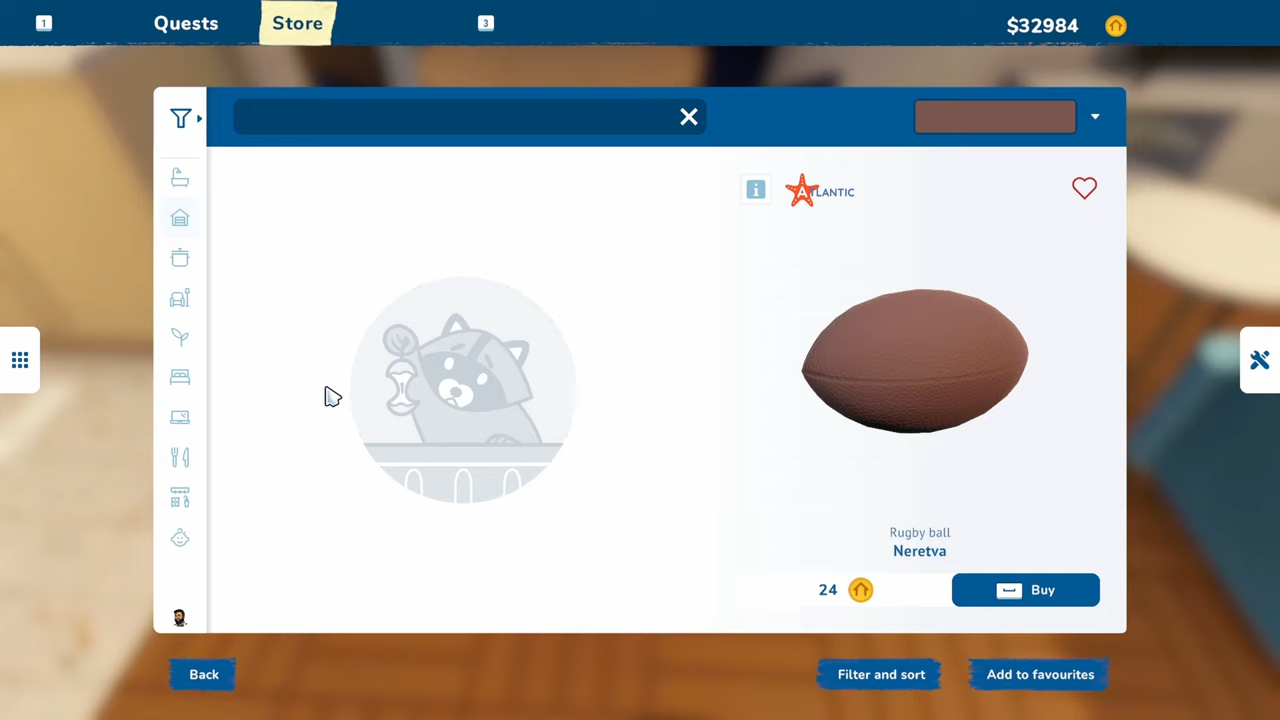 1
Quests
Store
3
$32984
i
ATLANTIC
Rugby ball
Neretva
24
Buy
Back
Filter and sort
Add to favourites